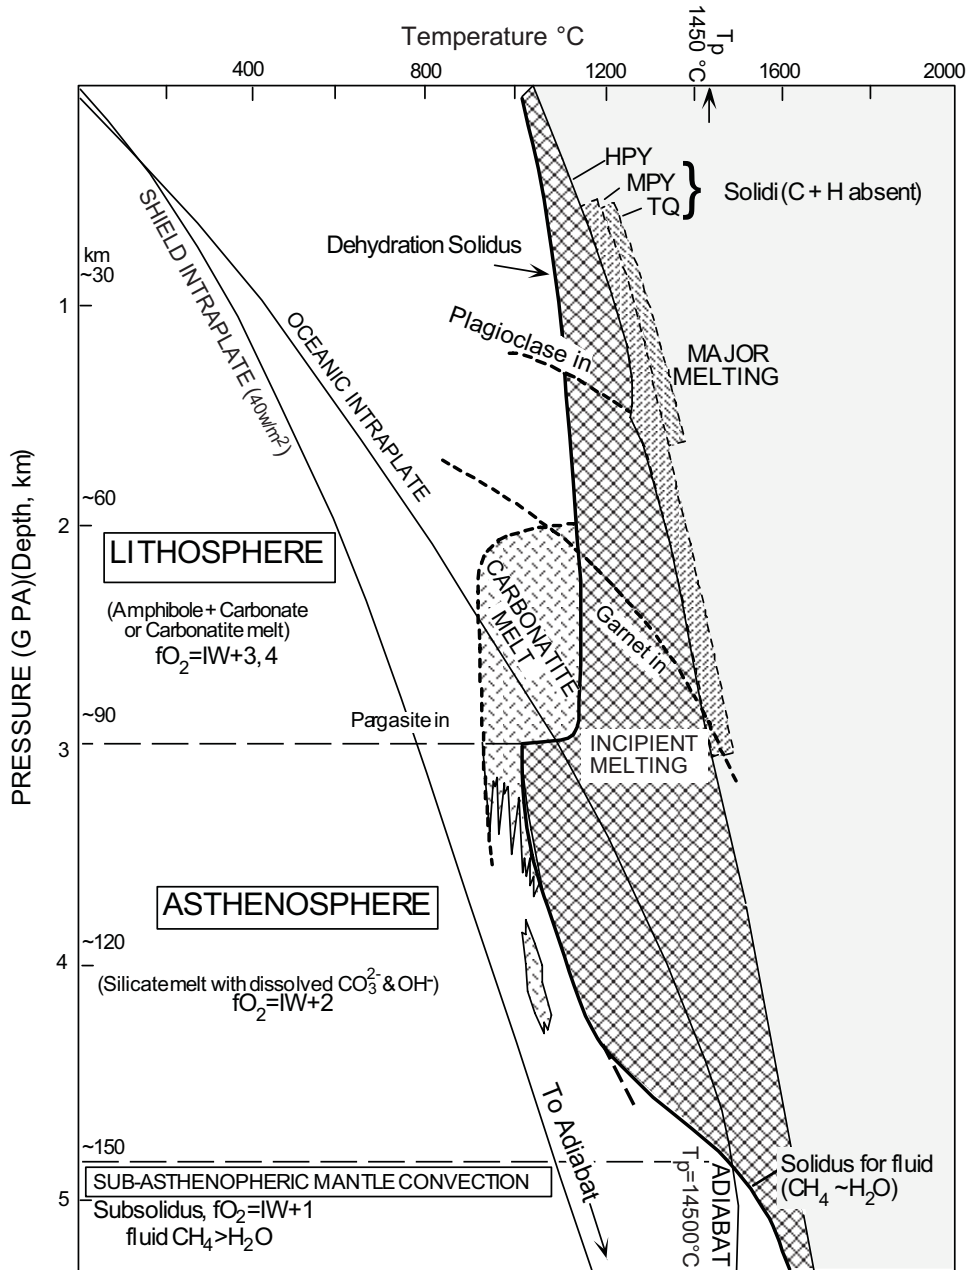 Temperature °C
Tp
1450 °C
400
800
1200
1600
2000
HPY
MPY
TQ
}
Solidi (C + H absent)
Dehydration Solidus
km
~30
1
SHIELD INTRAPLATE (40w/m²)
OCEANIC INTRAPLATE
Plagioclase in
MAJOR
MELTING
~60
2
LITHOSPHERE
(Amphibole + Carbonate
or Carbonatite melt)
fO₂=IW+3, 4
CARBONATITE
MELT
Garnet in
PRESSURE (G PA)(Depth, km)
~90
Pargasite in
3
INCIPIENT
MELTING
ASTHENOSPHERE
~120
4
(Silicate melt with dissolved CO₃²⁻ & OH⁻)
fO₂=IW+2
To Adiabat
~150
SUB-ASTHENOPHERIC MANTLE CONVECTION
5
Subsolidus, fO₂=IW+1
fluid CH₄>H₂O
Tp=14500°C
ADIABAT
Solidus for fluid
(CH₄ ~H₂O)